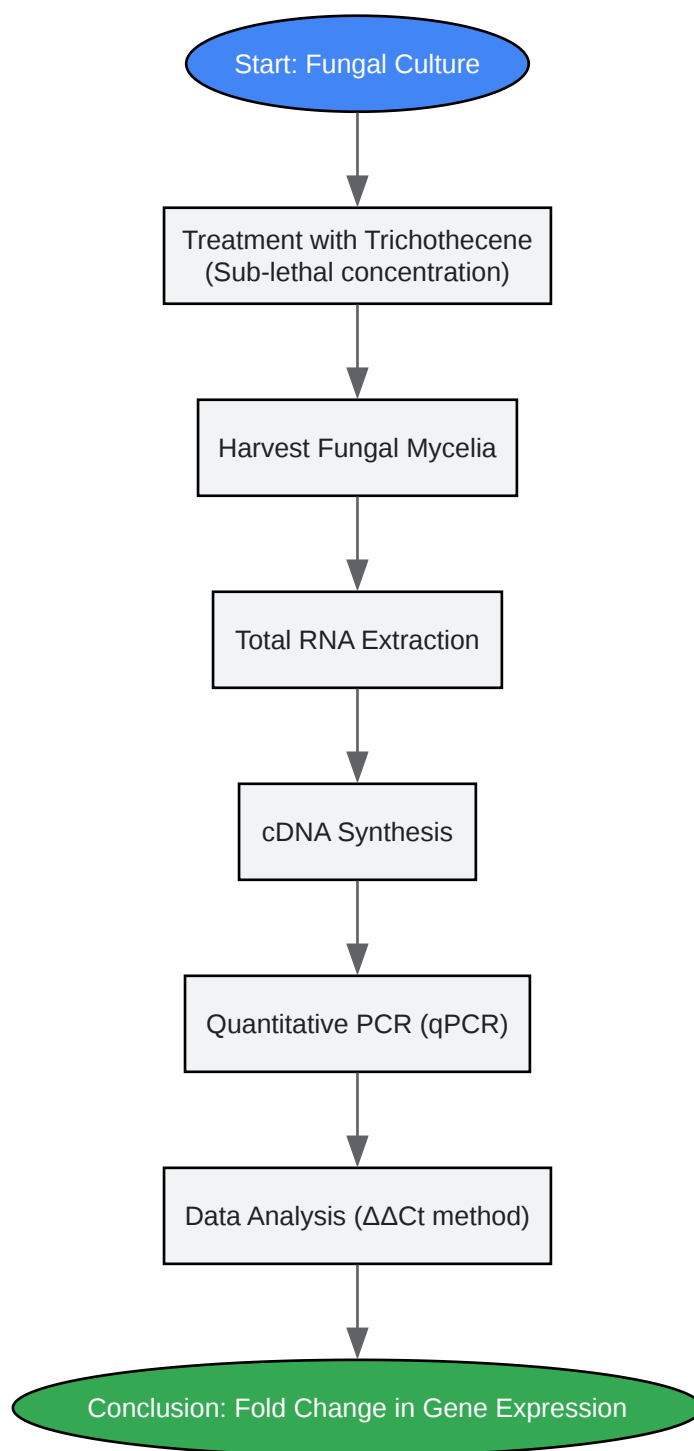 Start: Fungal Culture
Treatment with Trichothecene
(Sub-lethal concentration)
Harvest Fungal Mycelia
Total RNA Extraction
cDNA Synthesis
Quantitative PCR (qPCR)
Data Analysis (ΔΔCt method)
Conclusion: Fold Change in Gene Expression